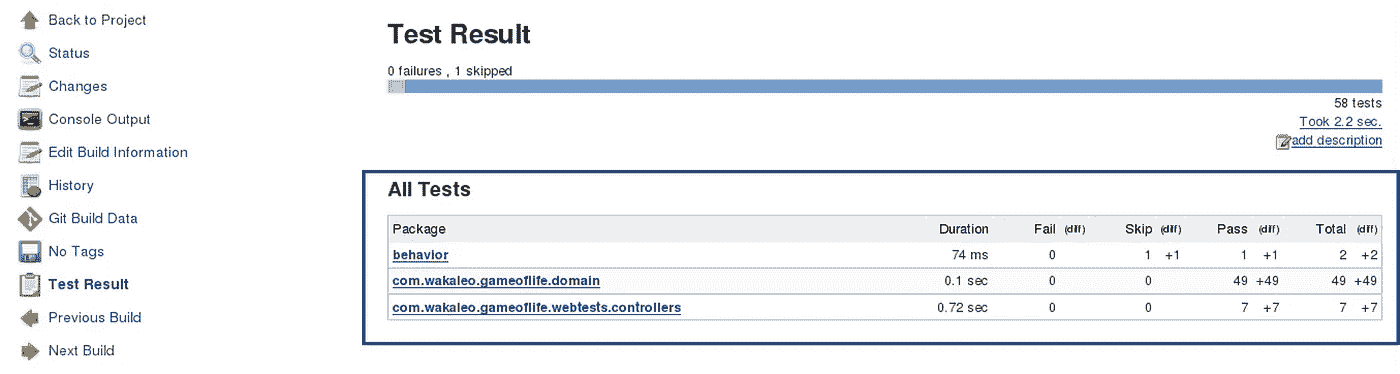 Back to Project
Status
Changes
Console Output
Edit Build Information
History
Git Build Data
No Tags
Test Result
Previous Build
Next Build
Test Result
0 failures , 1 skipped
58 tests
Took 2.2 sec.
add description
All Tests
Package Duration Fail (diff) Skip (diff) Pass (diff) Total (diff)
behavior 74 ms 0 1 +1 1 +1 2 +2
com.wakaleo.gameoflife.domain 0.1 sec 0 0 49 +49 49 +49
com.wakaleo.gameoflife.webtests.controllers 0.72 sec 0 0 7 +7 7 +7